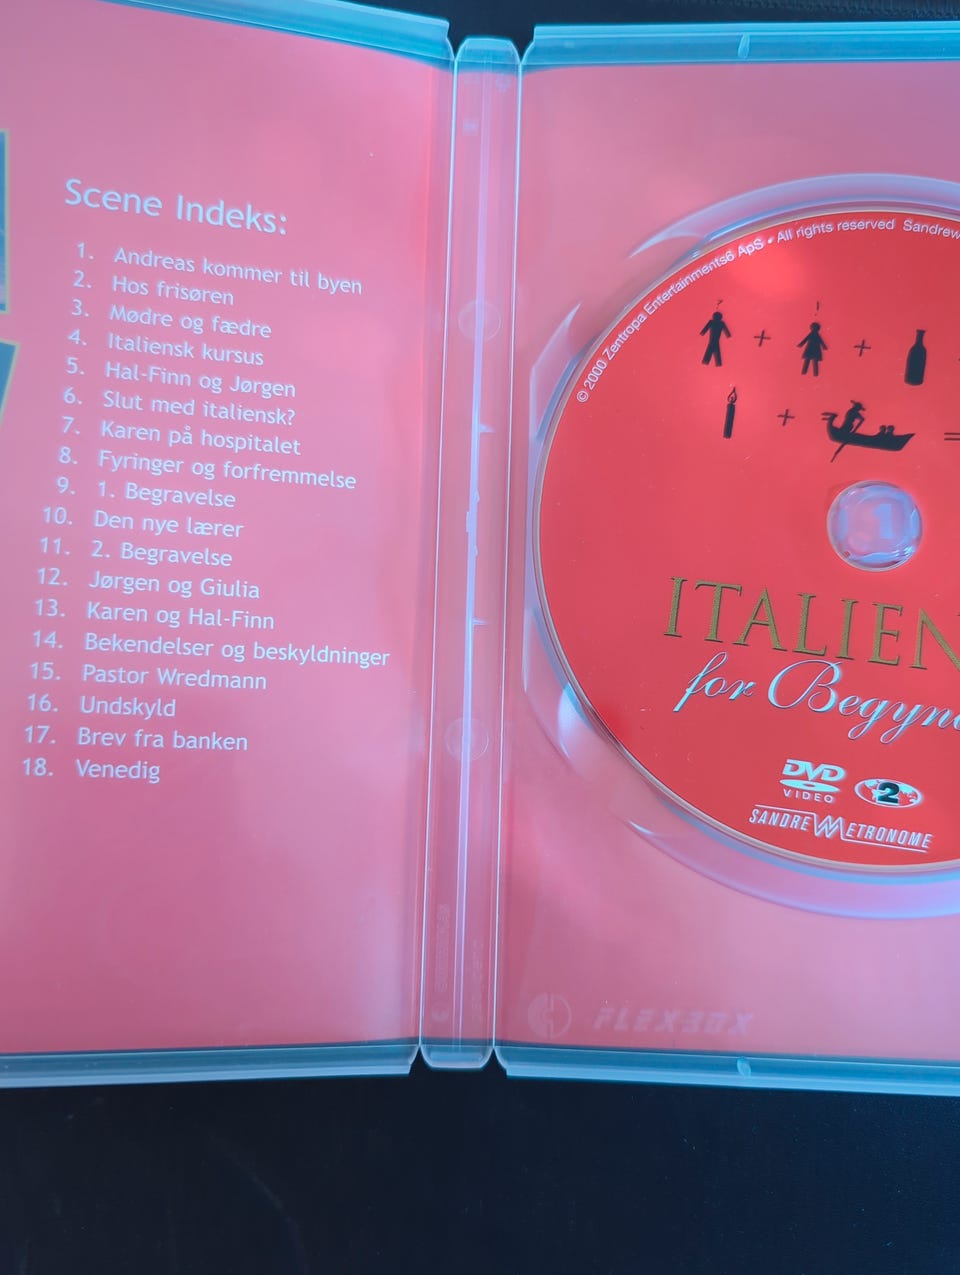 Scene Indeks:
1. Andreas kommer til byen
2. Hos frisøren
3. Mødre og fædre
4. Italiensk kursus
5. Hal-Finn og Jørgen
6. Slut med italiensk?
7. Karen på hospitalet
8. Fyringer og forfremmelse
9. 1. Begravelse
10. Den nye lærer
11. 2. Begravelse
12. Jørgen og Giulia
13. Karen og Hal-Finn
14. Bekendelser og beskyldninger
15. Pastor Wredmann
16. Undskyld
17. Brev fra banken
18. Venedig
© 2000 Zentropa Entertainments6 ApS • All rights reserved Sandrew
? !
+ +
+ =
1
ITALIEN
for Begyn
DVD
VIDEO
2
SANDREW METRONOME
FLEXBOX